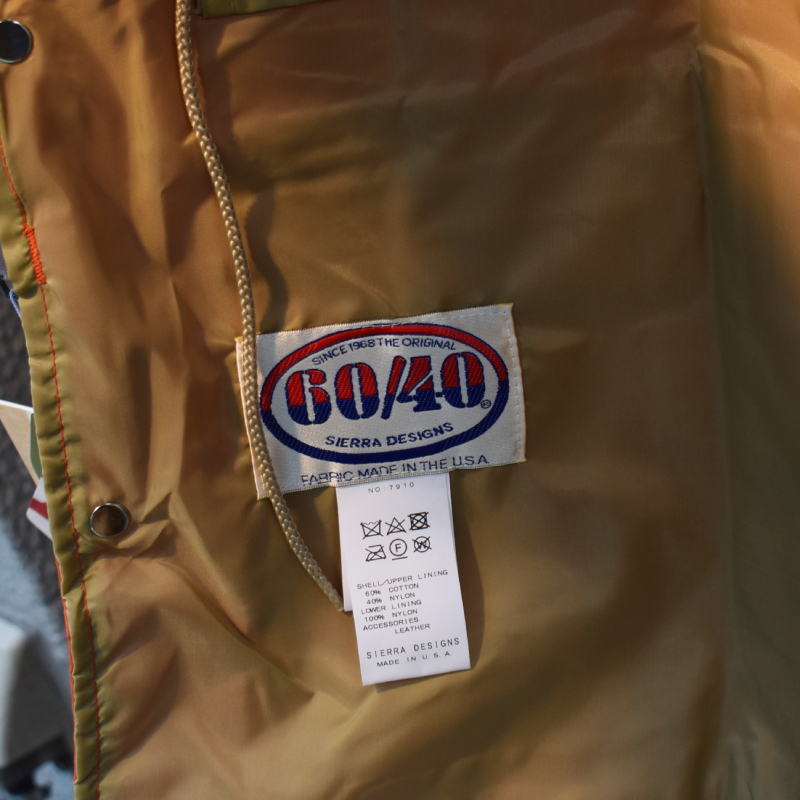 SINCE 1968 THE ORIGINAL
60/40
®
SIERRA DESIGNS
FABRIC MADE IN THE U.S.A
NO.7910
F
W
SHELL/UPPER LINING
60% COTTON
40% NYLON
LOWER LINING
100% NYLON
ACCESSORIES
LEATHER
SIERRA DESIGNS
MADE IN U.S.A.